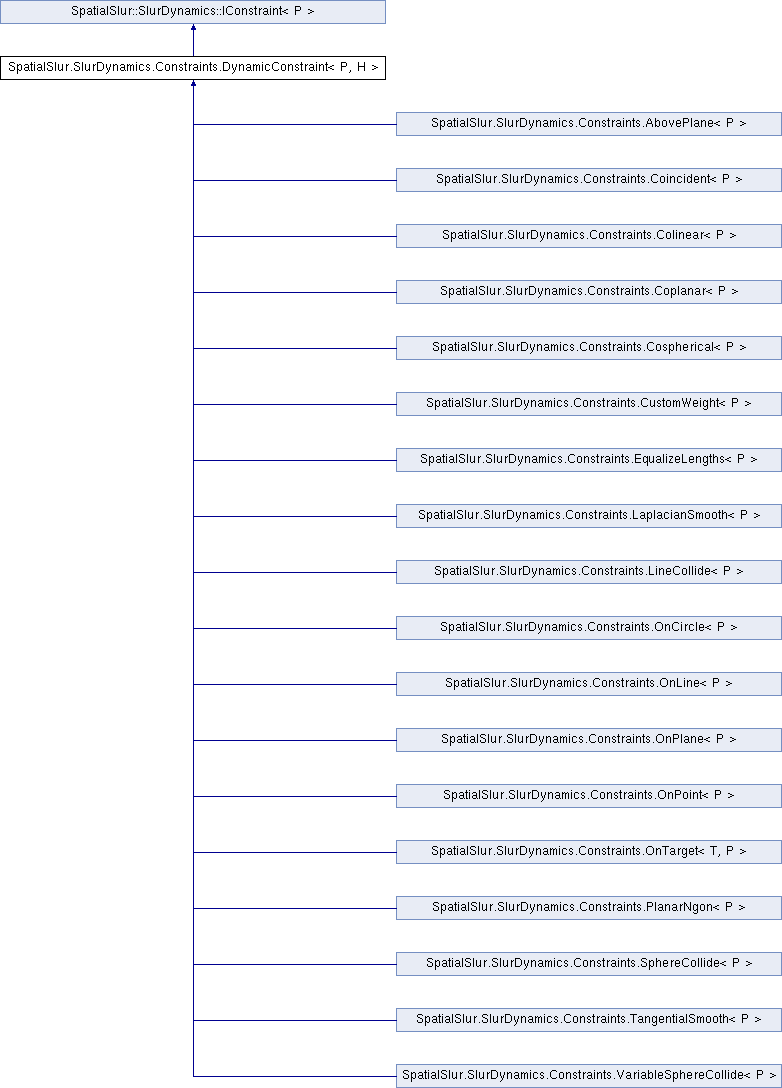 SpatialSlur::SlurDynamics::IConstraint< P >
SpatialSlur.SlurDynamics.Constraints.DynamicConstraint< P, H >
SpatialSlur.SlurDynamics.Constraints.AbovePlane< P >
SpatialSlur.SlurDynamics.Constraints.Coincident< P >
SpatialSlur.SlurDynamics.Constraints.Colinear< P >
SpatialSlur.SlurDynamics.Constraints.Coplanar< P >
SpatialSlur.SlurDynamics.Constraints.Cospherical< P >
SpatialSlur.SlurDynamics.Constraints.CustomWeight< P >
SpatialSlur.SlurDynamics.Constraints.EqualizeLengths< P >
SpatialSlur.SlurDynamics.Constraints.LaplacianSmooth< P >
SpatialSlur.SlurDynamics.Constraints.LineCollide< P >
SpatialSlur.SlurDynamics.Constraints.OnCircle< P >
SpatialSlur.SlurDynamics.Constraints.OnLine< P >
SpatialSlur.SlurDynamics.Constraints.OnPlane< P >
SpatialSlur.SlurDynamics.Constraints.OnPoint< P >
SpatialSlur.SlurDynamics.Constraints.OnTarget< T, P >
SpatialSlur.SlurDynamics.Constraints.PlanarNgon< P >
SpatialSlur.SlurDynamics.Constraints.SphereCollide< P >
SpatialSlur.SlurDynamics.Constraints.TangentialSmooth< P >
SpatialSlur.SlurDynamics.Constraints.VariableSphereCollide< P >